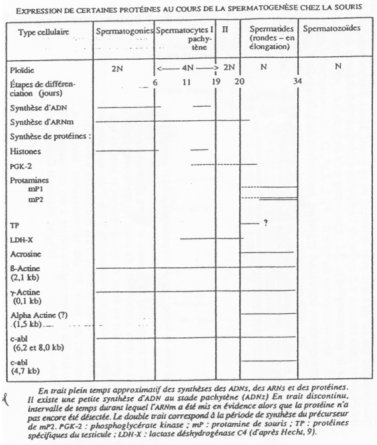 EXPRESSION DE CERTAINES PROTÉINES AU COURS DE LA SPERMATOGENÈSE CHEZ LA SOURIS
Type cellulaire Spermatogonies Spermatocytes I pachytène II Spermatides (rondes – en élongation) Spermatozoïdes
Ploïdie 2N 4N 2N N N
Étapes de différenciation (jours) 6 11 19 20 34
Synthèse d'ADN
Synthèse d'ARNm
Synthèse de protéines :
Histones
PGK-2
Protamines
mP1
mP2
TP ?
LDH-X
Acrosine
ß-Actine
(2,1 kb)
γ-Actine
(0,1 kb)
Alpha Actine (?)
(1,5 kb)
c-abl
(6,2 et 8,0 kb)
c-abl
(4,7 kb)
En trait plein temps approximatif des synthèses des ADNs, des ARNs et des protéines.
Il existe une petite synthèse d'ADN au stade pachytène (ADNz) En trait discontinu,
intervalle de temps durant lequel l'ARNm a été mis en évidence alors que la protéine n'a
pas encore été désectée. Le double trait correspond à la période de synthèse du précurseur
de mP2. PGK-2 : phosphoglycérate kinase ; mP : protamine de souris ; TP : protéines
spécifiques du testicule ; LDH-X : lactase déshydrogénase C4 (d'après Hecht, 9).